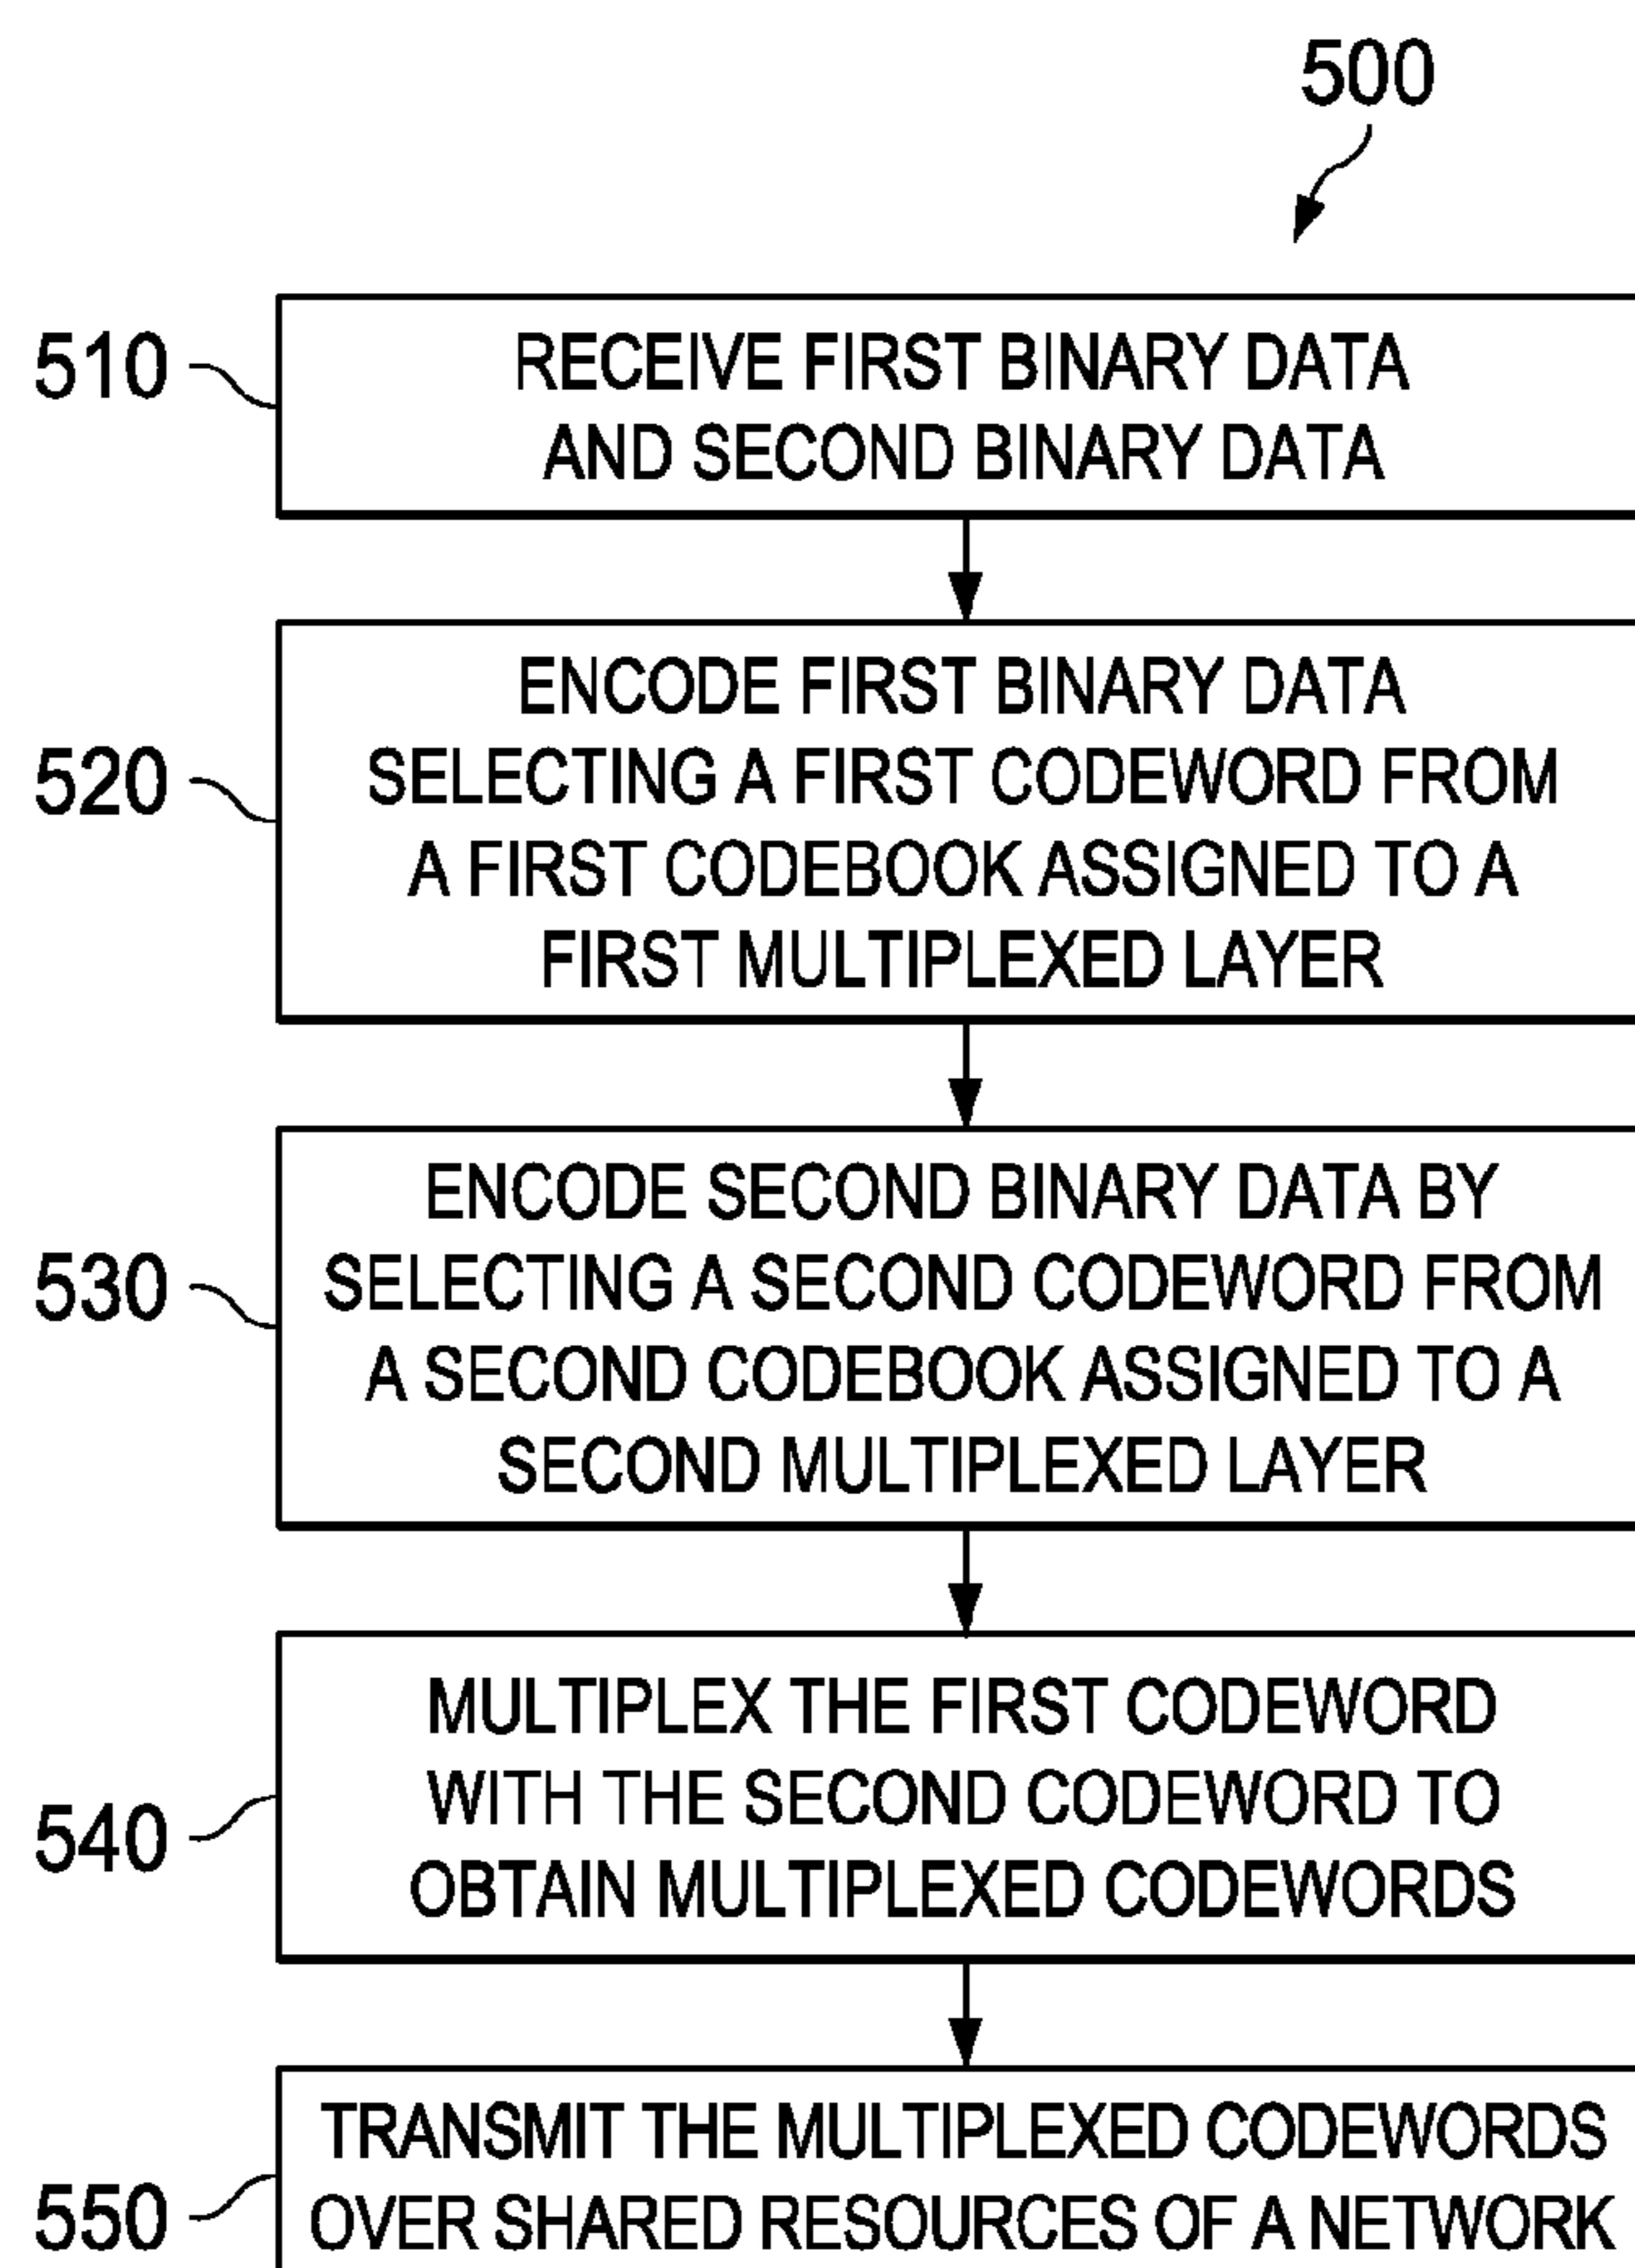 500
510
RECEIVE FIRST BINARY DATA
AND SECOND BINARY DATA
520
ENCODE FIRST BINARY DATA
SELECTING A FIRST CODEWORD FROM
A FIRST CODEBOOK ASSIGNED TO A
FIRST MULTIPLEXED LAYER
530
ENCODE SECOND BINARY DATA BY
SELECTING A SECOND CODEWORD FROM
A SECOND CODEBOOK ASSIGNED TO A
SECOND MULTIPLEXED LAYER
540
MULTIPLEX THE FIRST CODEWORD
WITH THE SECOND CODEWORD TO
OBTAIN MULTIPLEXED CODEWORDS
550
TRANSMIT THE MULTIPLEXED CODEWORDS
OVER SHARED RESOURCES OF A NETWORK